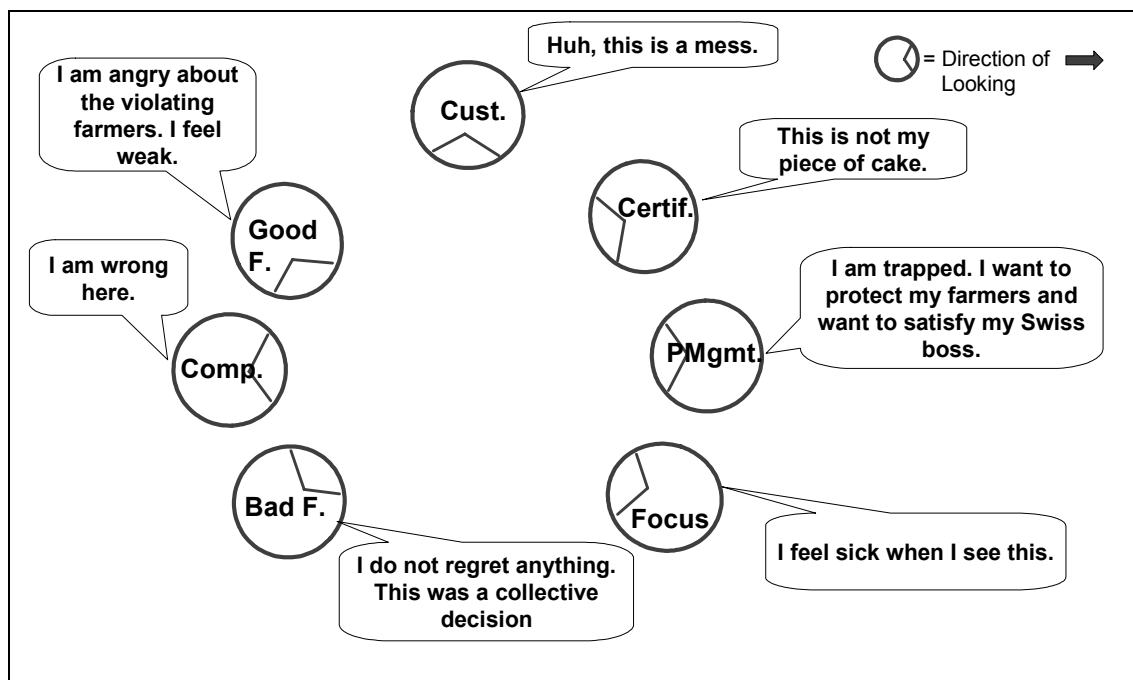 Huh, this is a mess.
= Direction of
Looking
I am angry about
the violating
farmers. I feel
weak.
Cust.
This is not my
piece of cake.
Certif.
Good
F.
I am wrong
here.
I am trapped. I want to
protect my farmers and
want to satisfy my Swiss
boss.
PMgmt.
Comp.
Bad F.
Focus
I feel sick when I see this.
I do not regret anything.
This was a collective
decision